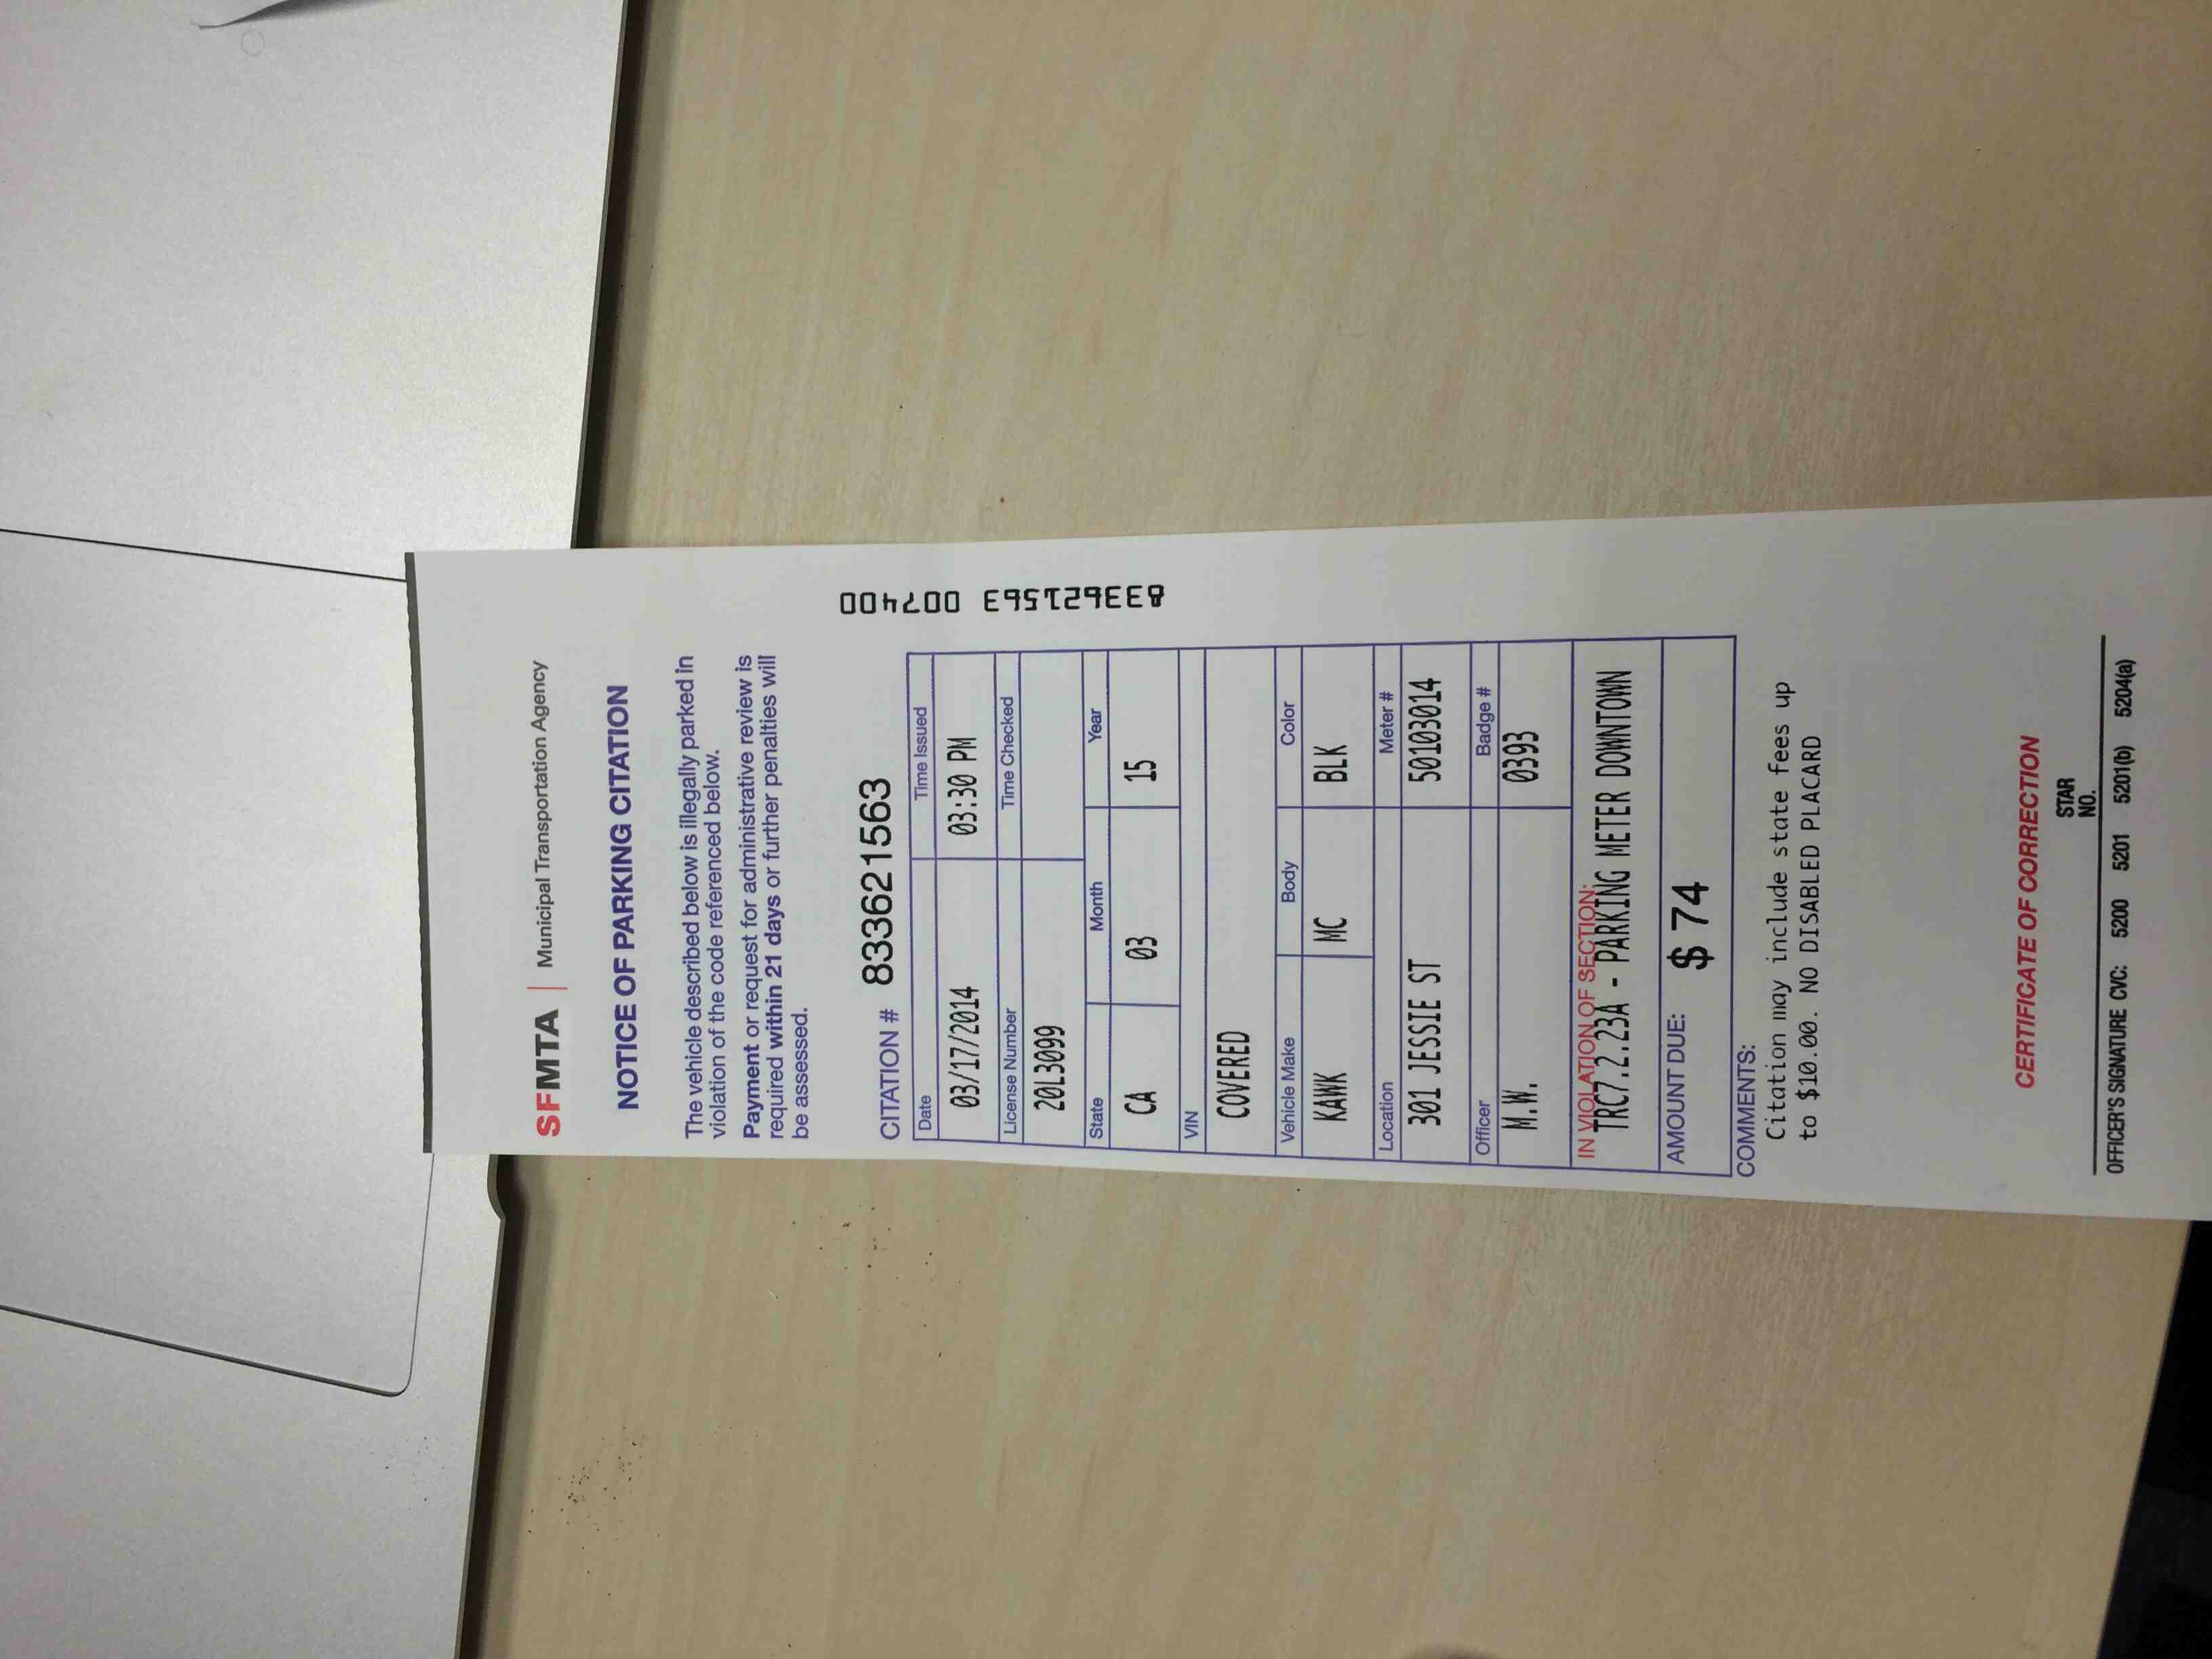 SFMTA | Municipal Transportation Agency
NOTICE OF PARKING CITATION
The vehicle described below is illegally parked in
violation of the code referenced below.
Payment or request for administrative review is
required within 21 days or further penalties will
be assessed.
CITATION # 833621563
Date Time Issued
03/17/2014 03:30 PM
License Number Time Checked
20L3099
State Month Year
CA 03 15
VIN
COVERED
Vehicle Make Body Color
KAWK MC BLK
Location Meter #
301 JESSIE ST 50103014
Officer Badge #
M.W. 0393
IN VIOLATION OF SECTION:
TRC7.2.23A - PARKING METER DOWNTOWN
AMOUNT DUE: $ 74
COMMENTS:
Citation may include state fees up
to $10.00. NO DISABLED PLACARD
CERTIFICATE OF CORRECTION
STAR
NO.
OFFICER'S SIGNATURE CVC: 5200 5201 5201(b) 5204(a)
833621563 007400